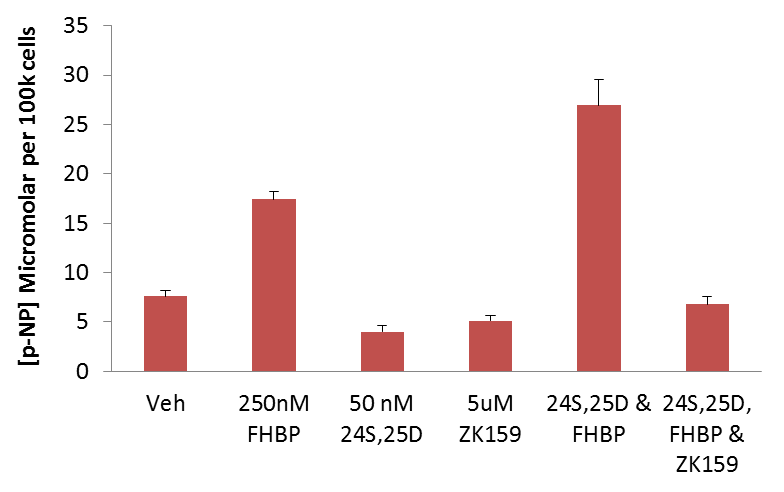 [p-NP] Micromolar per 100k cells
35
30
25
20
15
10
5
0
Veh
250nM
FHBP
50 nM
24S,25D
5uM
ZK159
24S,25D &
FHBP
24S,25D,
FHBP &
ZK159